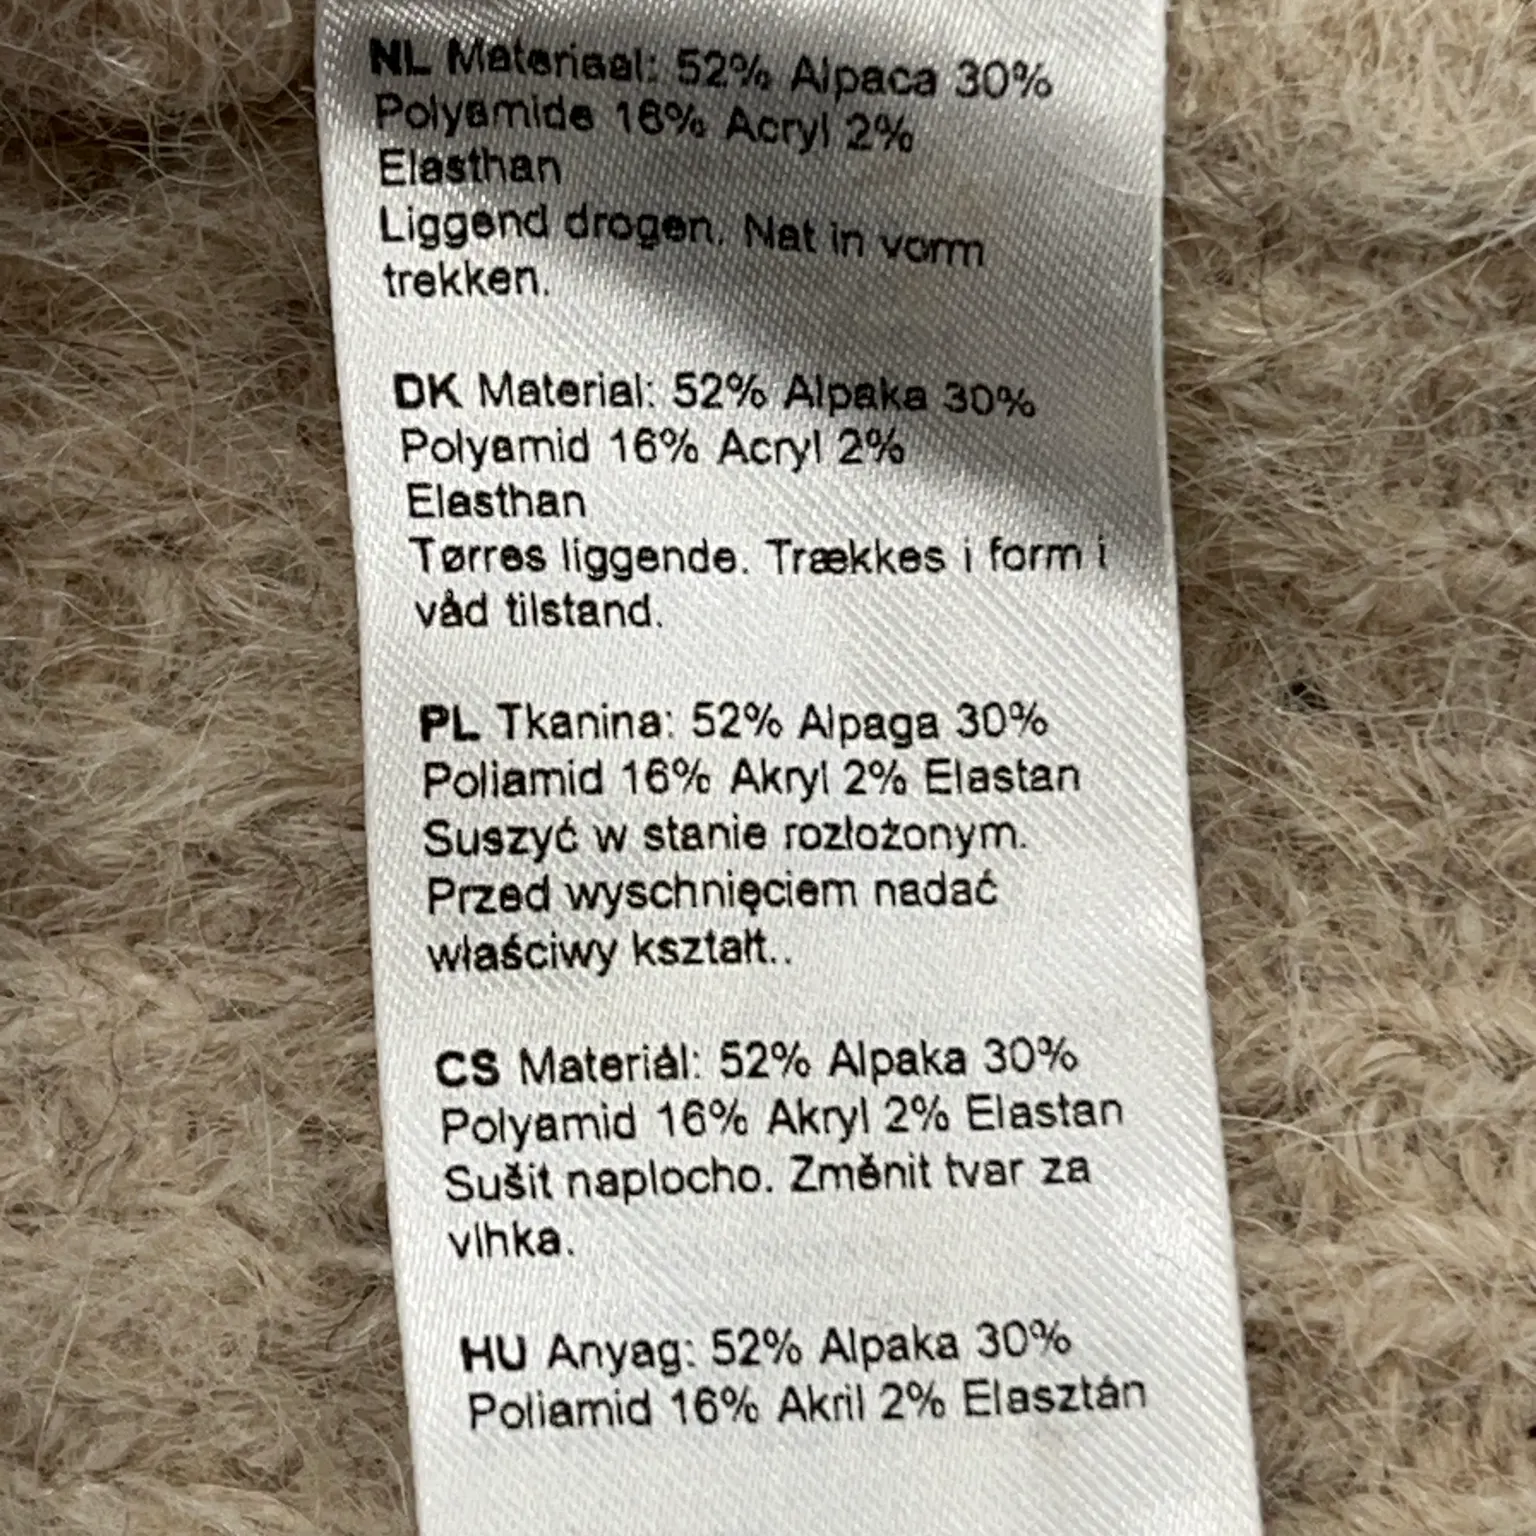 NL Materiaal: 52% Alpaca 30%
Polyamide 16% Acryl 2%
Elasthan
Liggend drogen. Nat in vorm
trekken.
DK Material: 52% Alpaka 30%
Polyamid 16% Acryl 2%
Elasthan
Tørres liggende. Trækkes i form i
våd tilstand.
PL Tkanina: 52% Alpaga 30%
Poliamid 16% Akryl 2% Elastan
Suszyć w stanie rozłożonym.
Przed wyschnięciem nadać
właściwy kształt..
CS Materiál: 52% Alpaka 30%
Polyamid 16% Akryl 2% Elastan
Sušit naplocho. Změnit tvar za
vlhka.
HU Anyag: 52% Alpaka 30%
Poliamid 16% Akril 2% Elasztán